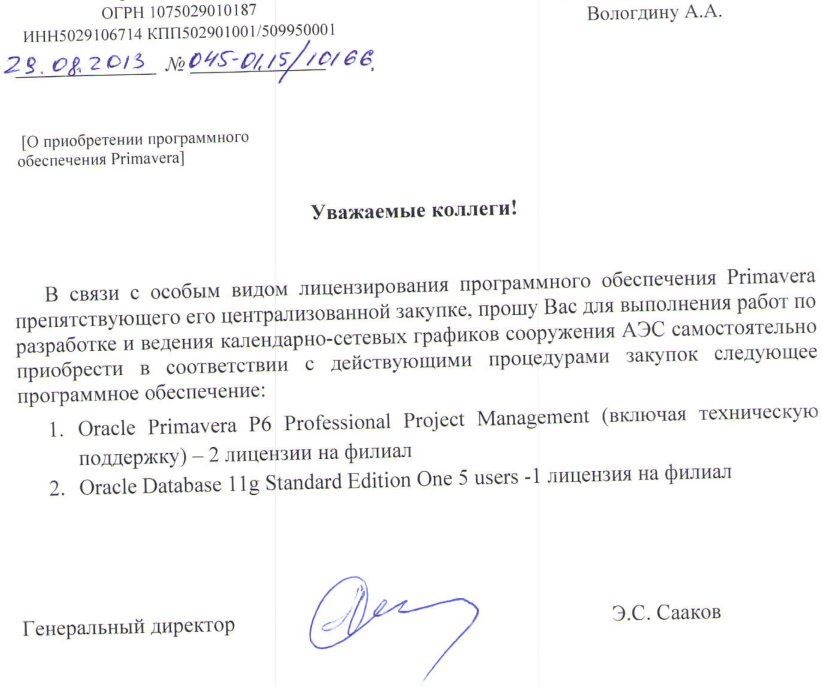 ОГРН 1075029010187
ИНН5029106714 КПП502901001/509950001
Вологдину А.А.
29.08.2013 № 045-01.15/10166.
[О приобретении программного
обеспечения Primavera]
Уважаемые коллеги!
В связи с особым видом лицензирования программного обеспечения Primavera
препятствующего его централизованной закупке, прошу Вас для выполнения работ по
разработке и ведения календарно-сетевых графиков сооружения АЭС самостоятельно
приобрести в соответствии с действующими процедурами закупок следующее
программное обеспечение:
1. Oracle Primavera P6 Professional Project Management (включая техническую
поддержку) – 2 лицензии на филиал
2. Oracle Database 11g Standard Edition One 5 users -1 лицензия на филиал
Генеральный директор
Э.С. Сааков